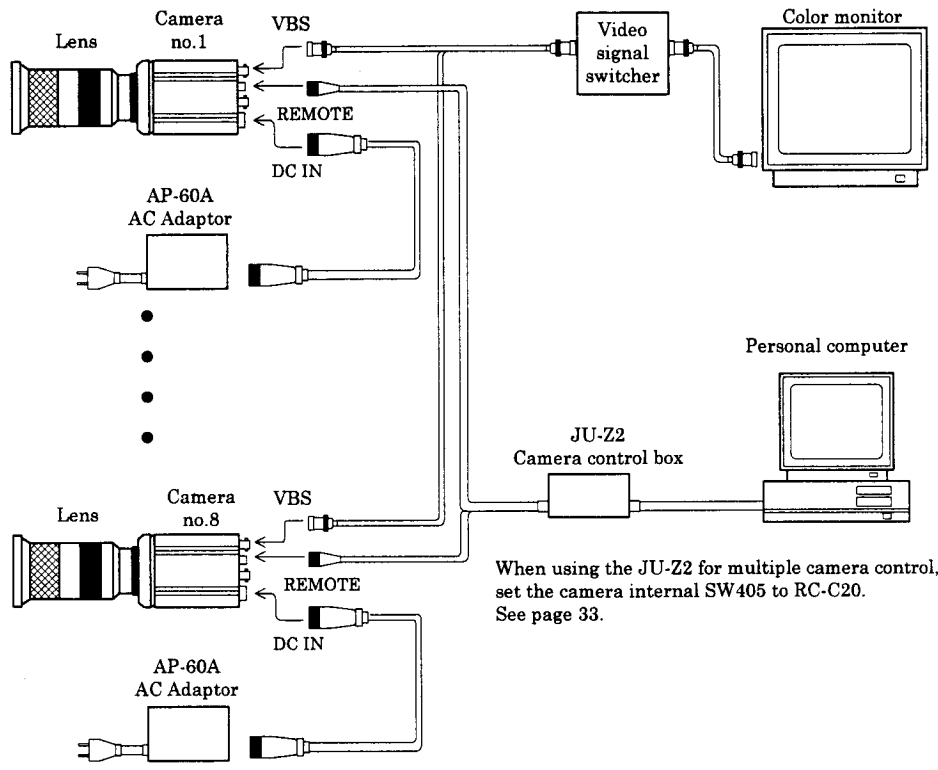 Lens
Camera
no.1
VBS
REMOTE
DC IN
Video
signal
switcher
Color monitor
AP-60A
AC Adaptor
Personal computer
JU-Z2
Camera control box
Lens
Camera
no.8
VBS
REMOTE
DC IN
When using the JU-Z2 for multiple camera control,
set the camera internal SW405 to RC-C20.
See page 33.
AP-60A
AC Adaptor